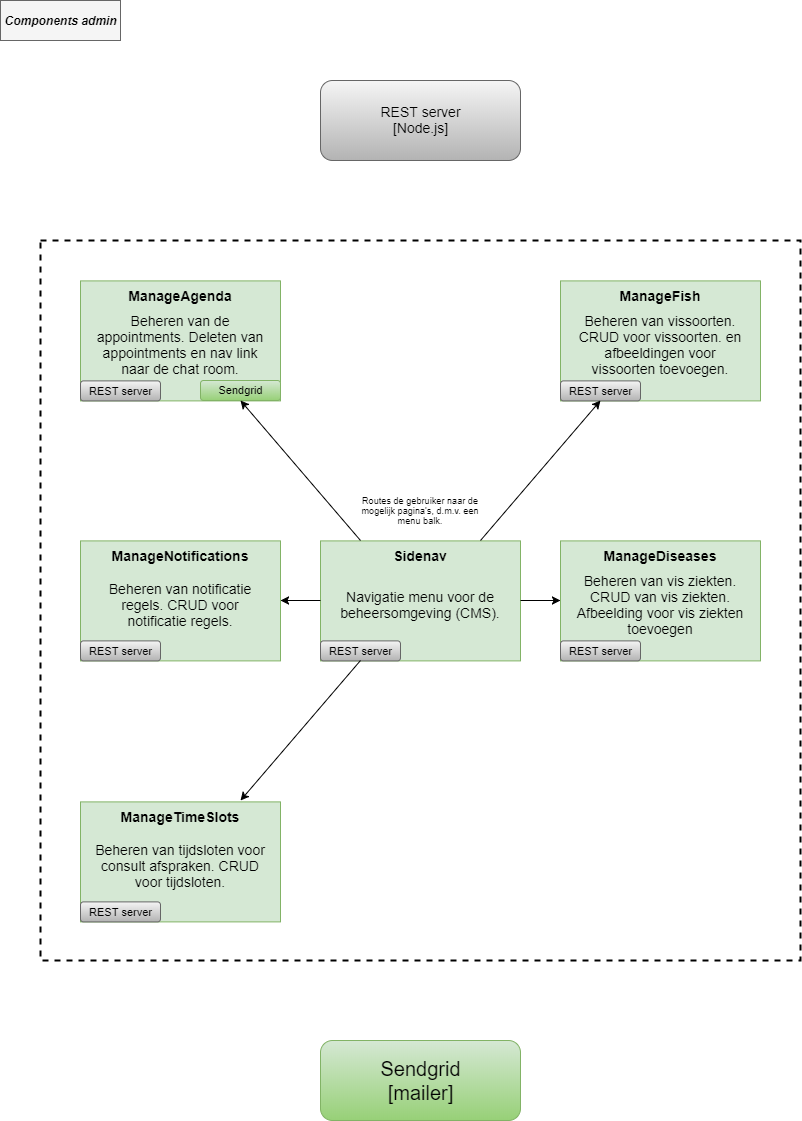 Components admin
REST server
[Node.js]
ManageAgenda
Beheren van de
appointments. Deleten van
appointments en nav link
naar de chat room.
REST server
Sendgrid
ManageFish
Beheren van vissoorten.
CRUD voor vissoorten. en
afbeeldingen voor
vissoorten toevoegen.
REST server
Routes de gebruiker naar de
mogelijk pagina's, d.m.v. een
menu balk.
ManageNotifications
Beheren van notificatie
regels. CRUD voor
notificatie regels.
REST server
Sidenav
Navigatie menu voor de
beheersomgeving (CMS).
REST server
ManageDiseases
Beheren van vis ziekten.
CRUD van vis ziekten.
Afbeelding voor vis ziekten
toevoegen
REST server
ManageTimeSlots
Beheren van tijdsloten voor
consult afspraken. CRUD
voor tijdsloten.
REST server
Sendgrid
[mailer]